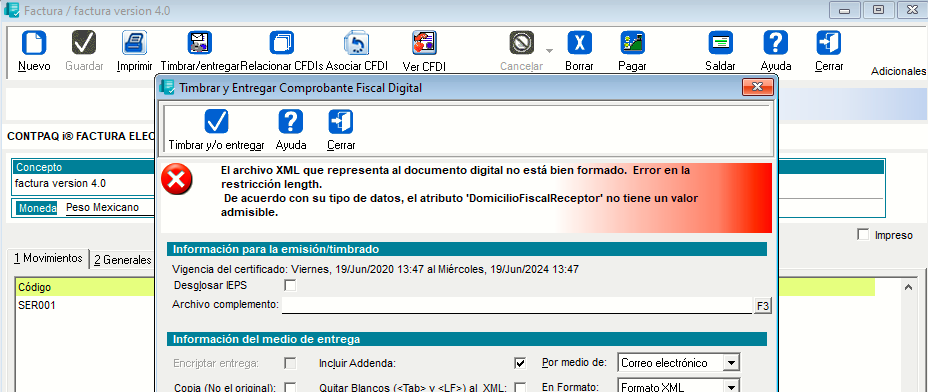 Factura / factura version 4.0
Nuevo Guardar Imprimir Timbrar/entregar Relacionar CFDIs Asociar CFDI Ver CFDI Cancelar Borrar Pagar Saldar Ayuda Cerrar Adicionales
Timbrar y Entregar Comprobante Fiscal Digital
Timbrar y/o entregar Ayuda Cerrar
CONTPAQ i® FACTURA ELEC
Concepto
factura version 4.0
Moneda Peso Mexicano
El archivo XML que representa al documento digital no está bien formado. Error en la
restricción length.
De acuerdo con su tipo de datos, el atributo 'DomicilioFiscalReceptor' no tiene un valor
admisible.
Impreso
1 Movimientos 2 Generales
Código
SER001
Información para la emisión/timbrado
Vigencia del certificado: Viernes, 19/Jun/2020 13:47 al Miércoles, 19/Jun/2024 13:47
Desglosar IEPS
Archivo complemento: F3
Información del medio de entrega
Encriptar entrega: Incluir Addenda: Por medio de: Correo electrónico
Copia (No el original): Quitar Blancos (<Tab> y <LF>) al XML: En Formato: Formato XML